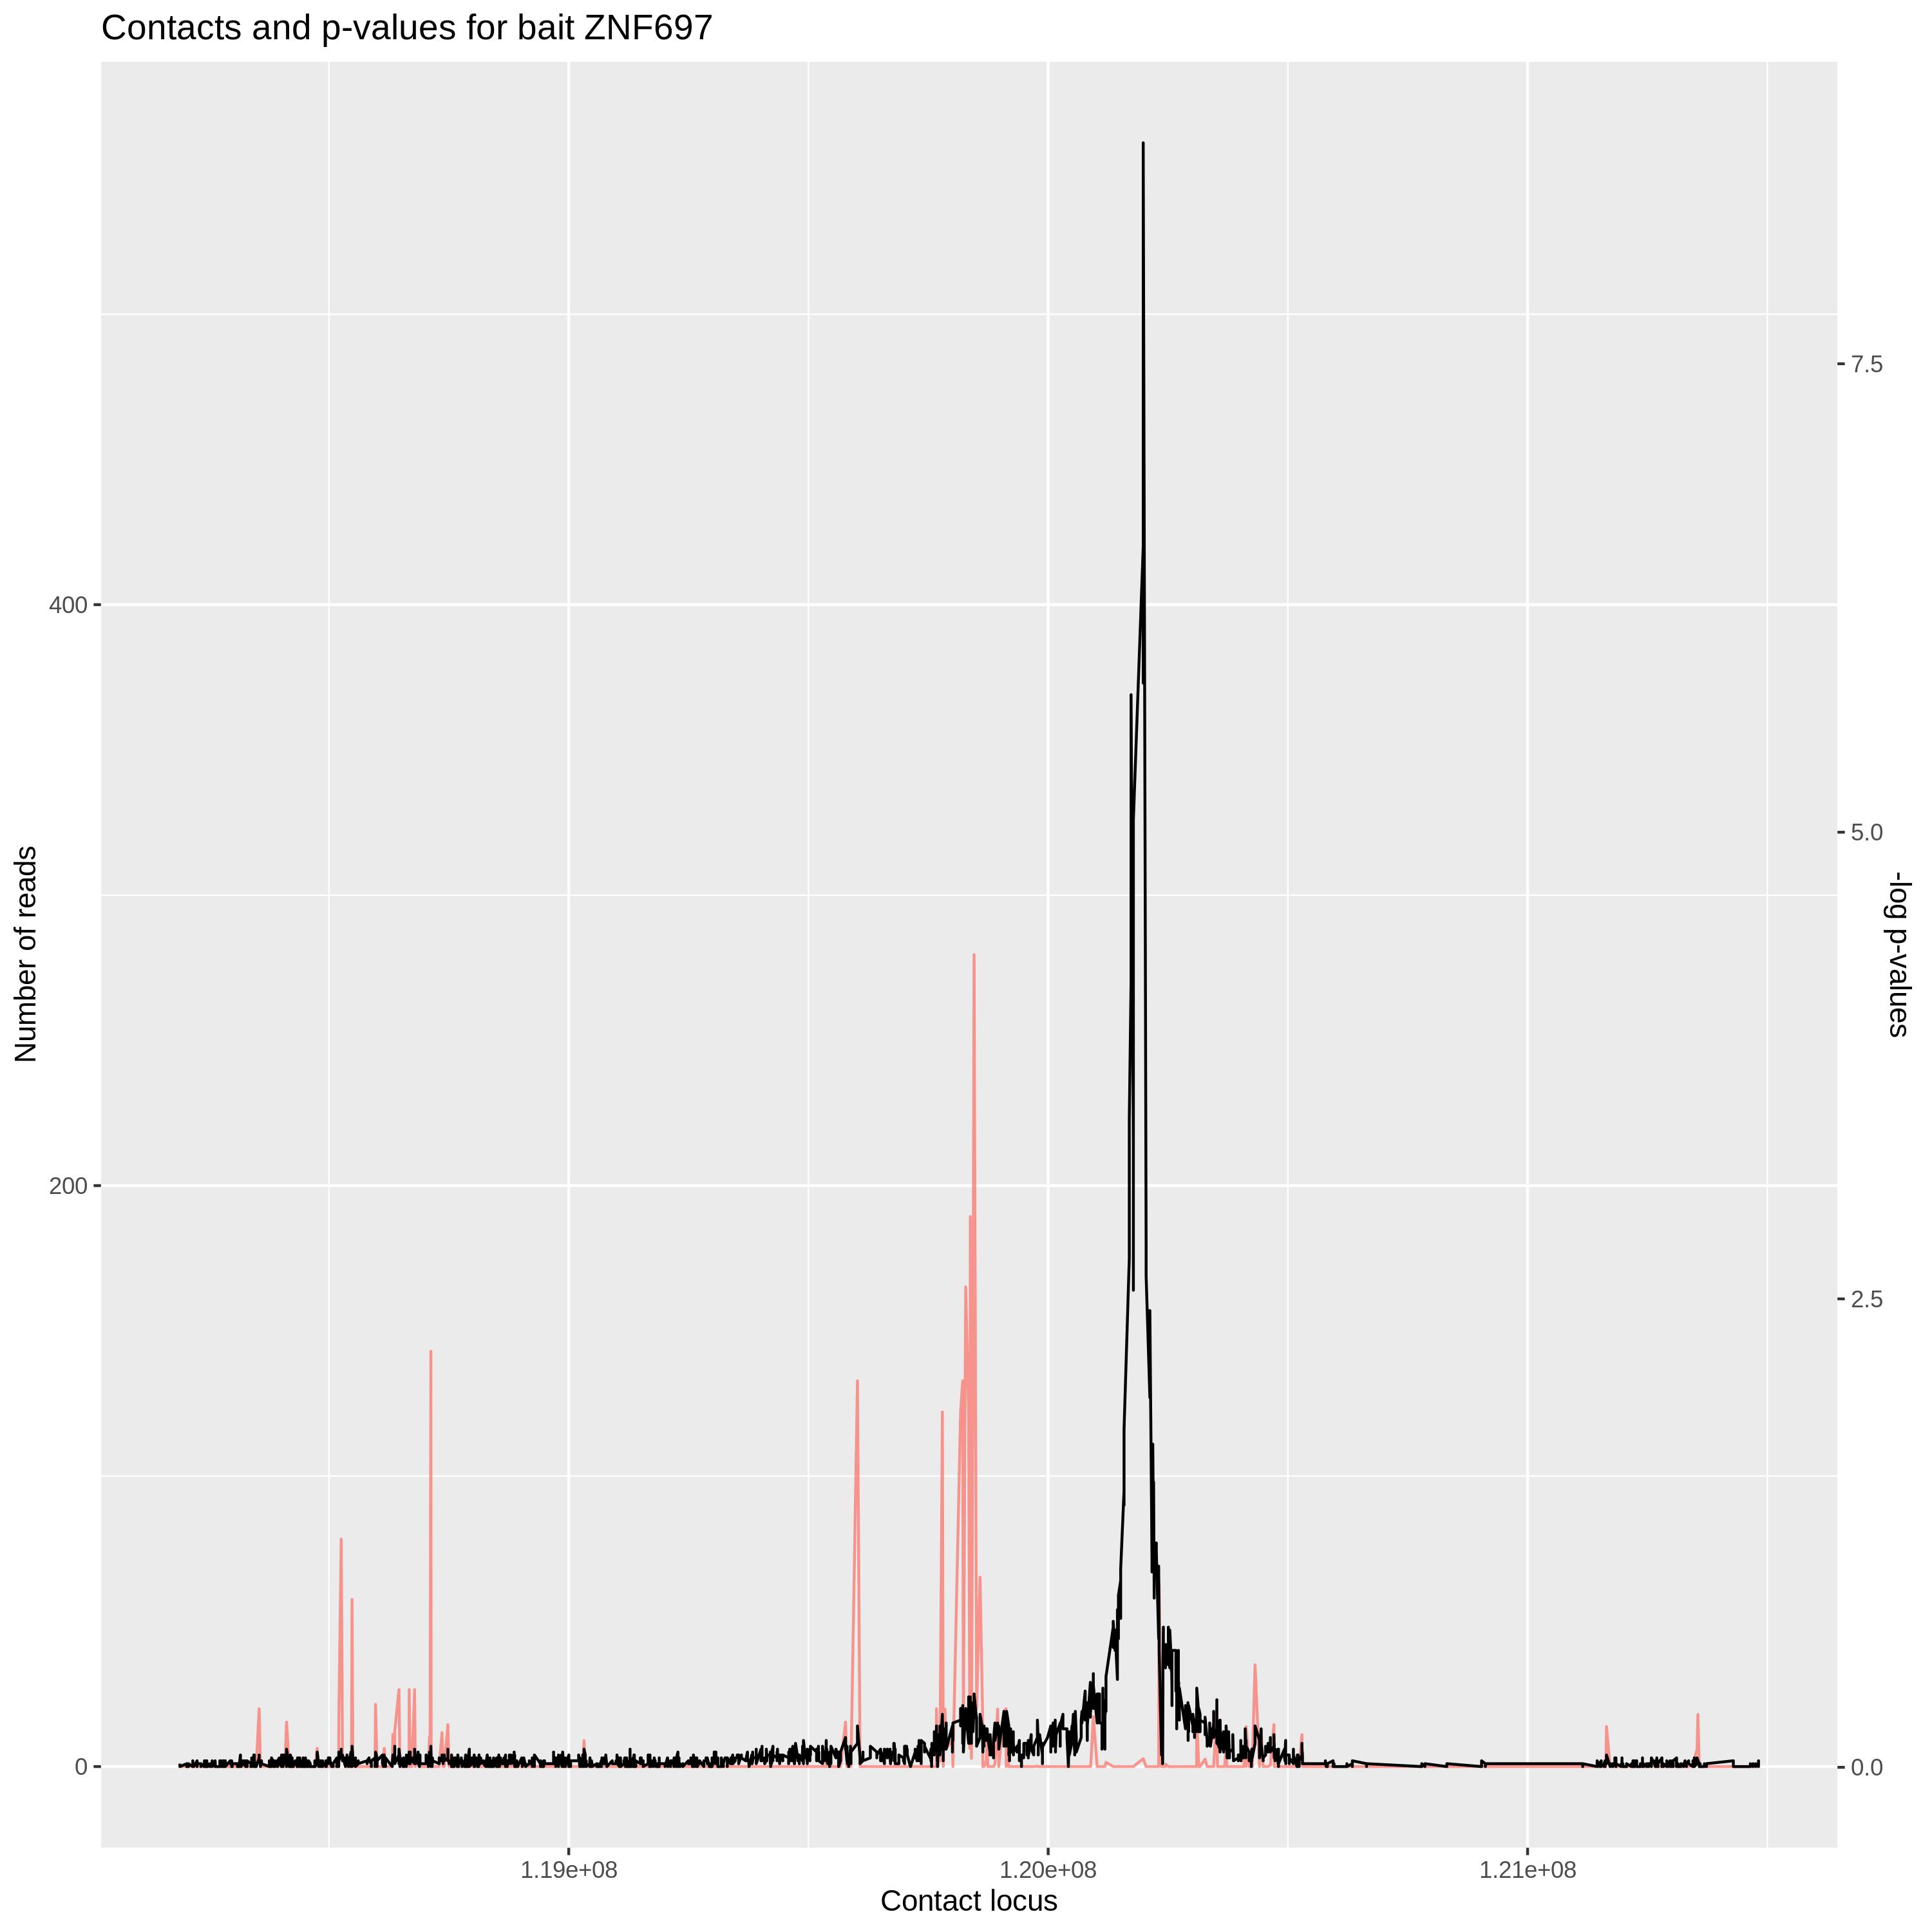 Contacts and p-values for bait ZNF697
Number of reads
400
200
0
7.5
5.0
2.5
0.0
-log p-values
1.19e+08
1.20e+08
1.21e+08
Contact locus